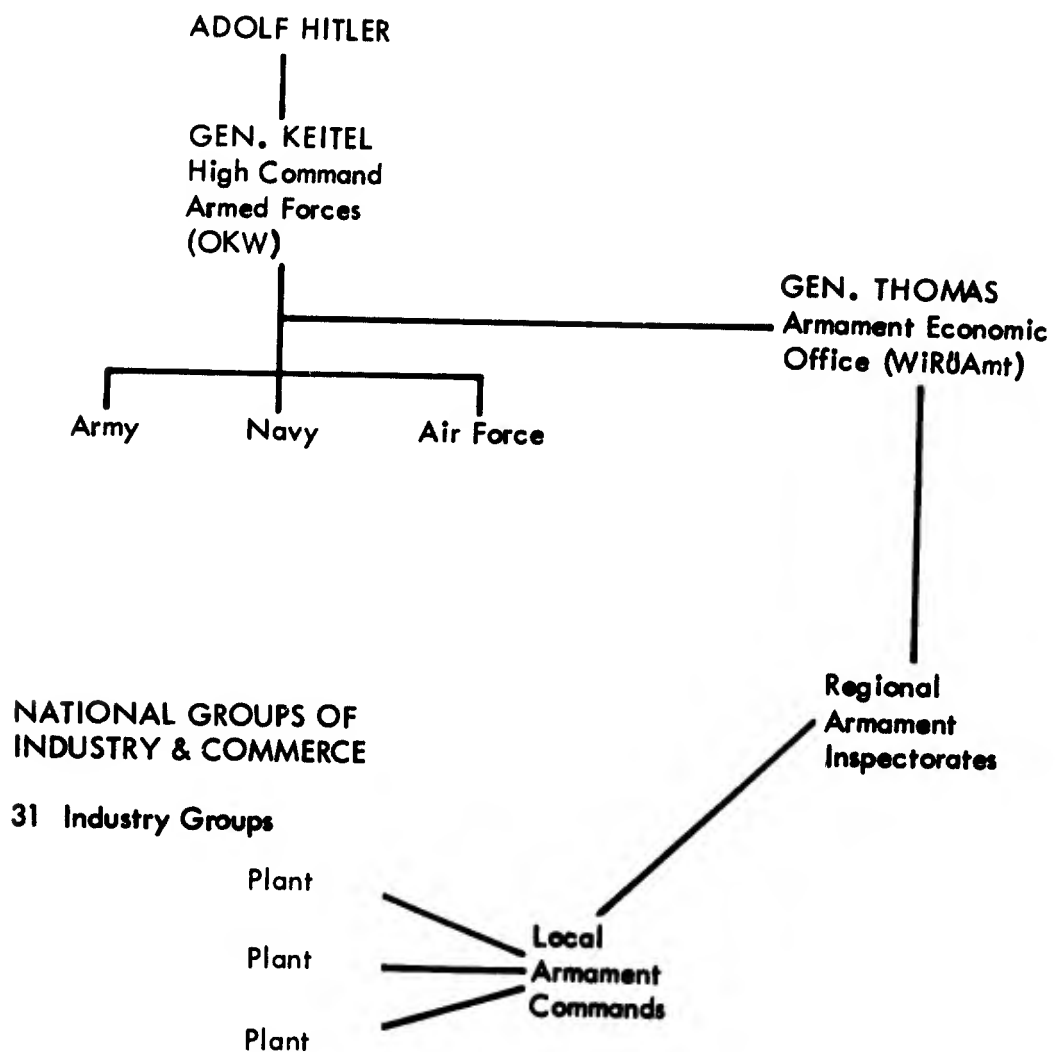 ADOLF HITLER
GEN. KEITEL
High Command
Armed Forces
(OKW)
GEN. THOMAS
Armament Economic
Office (WiRüAmt)
Army
Navy
Air Force
Regional
Armament
Inspectorates
NATIONAL GROUPS OF
INDUSTRY & COMMERCE
31 Industry Groups
Plant
Plant
Plant
Local
Armament
Commands